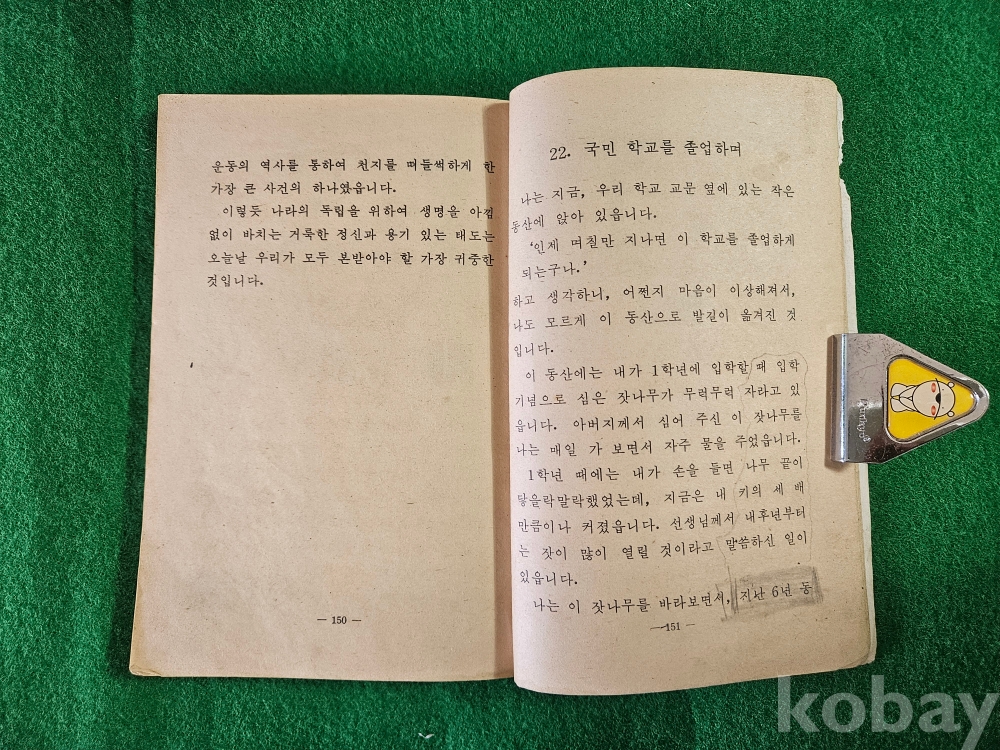 운동의 역사를 통하여 천지를 떠들썩하게 한
가장 큰 사건의 하나였읍니다.
이렇듯 나라의 독립을 위하여 생명을 아낌
없이 바치는 거룩한 정신과 용기 있는 태도는
오늘날 우리가 모두 본받아야 할 가장 귀중한
것입니다.
— 150 —
22. 국민 학교를 졸업하며
나는 지금, 우리 학교 교문 옆에 있는 작은
동산에 앉아 있읍니다.
‘인제 며칠만 지나면 이 학교를 졸업하게
되는구나.’
하고 생각하니, 어쩐지 마음이 이상해져서,
나도 모르게 이 동산으로 발길이 옮겨진 것
입니다.
이 동산에는 내가 1학년에 입학할 때 입학
기념으로 심은 잣나무가 무럭무럭 자라고 있
읍니다. 아버지께서 심어 주신 이 잣나무를
나는 매일 가 보면서 자주 물을 주었읍니다.
1학년 때에는 내가 손을 들면 나무 끝이
닿을락말락했었는데, 지금은 내 키의 세 배
만큼이나 커졌읍니다. 선생님께서 내후년부터
는 잣이 많이 열릴 것이라고 말씀하신 일이
있읍니다.
나는 이 잣나무를 바라보면서, 지난 6년 동
— 151 —
Pankyo
kobay